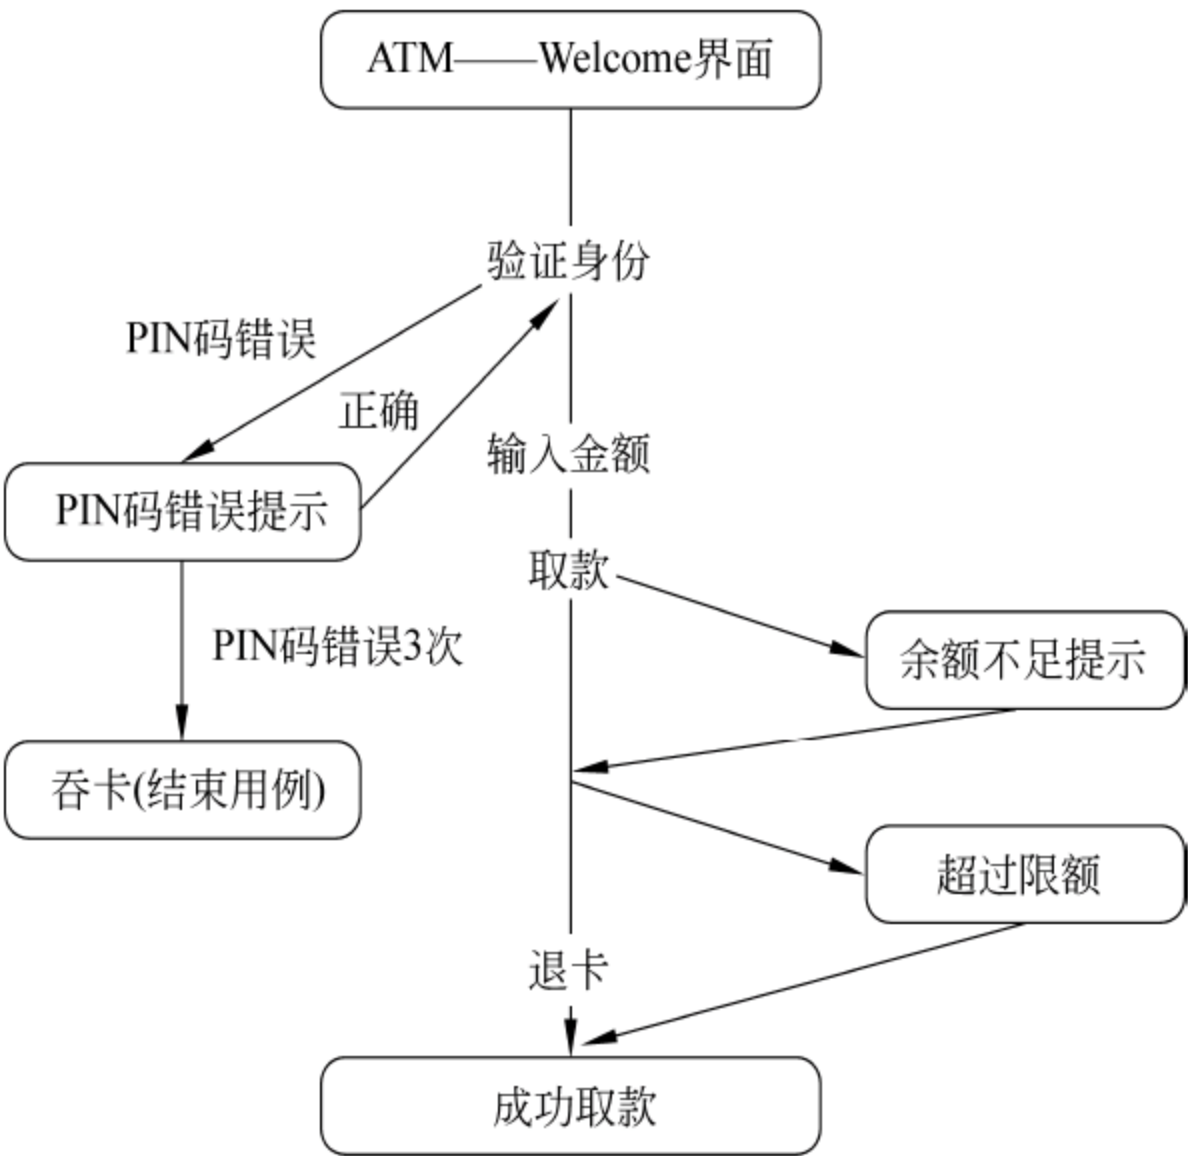 ATM——Welcome界面
验证身份
PIN码错误
正确
输入金额
PIN码错误提示
取款
PIN码错误3次
余额不足提示
吞卡(结束用例)
超过限额
退卡
成功取款